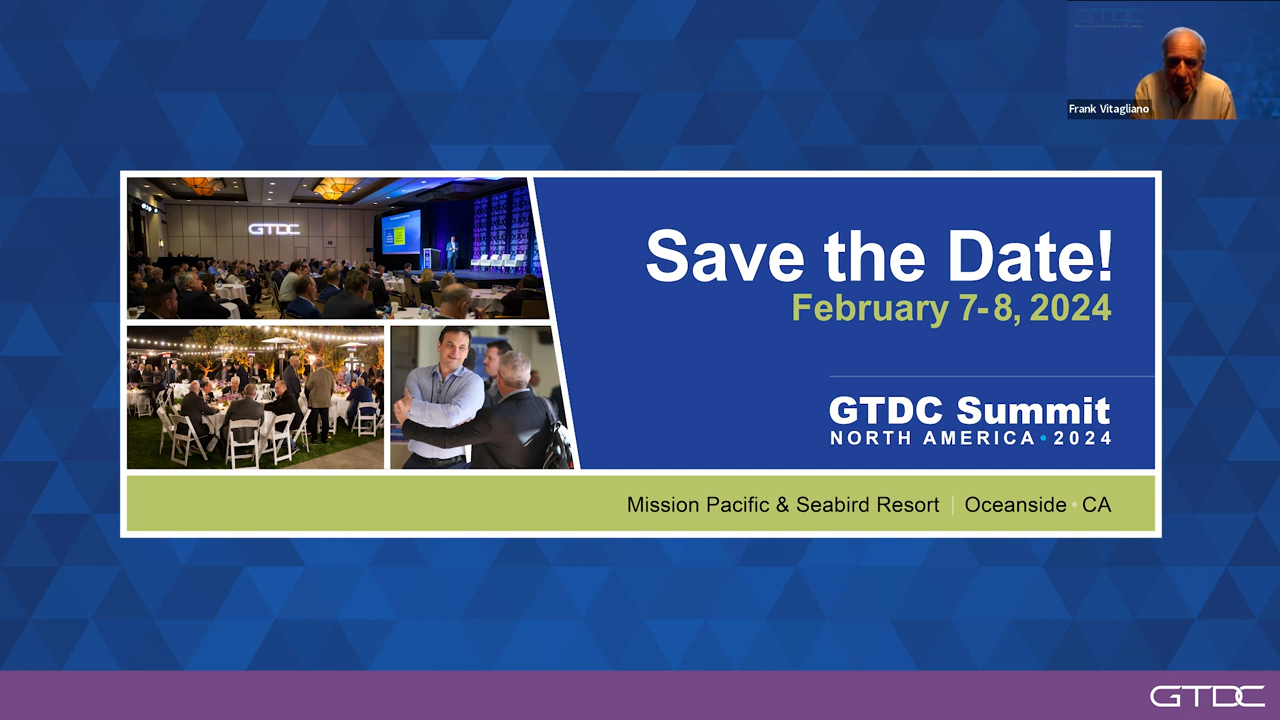 GTDC
Frank Vitagliano
GTDC
Save the Date!
February 7-8, 2024
GTDC Summit
NORTH AMERICA • 2024
Mission Pacific & Seabird Resort | Oceanside • CA
GTDC